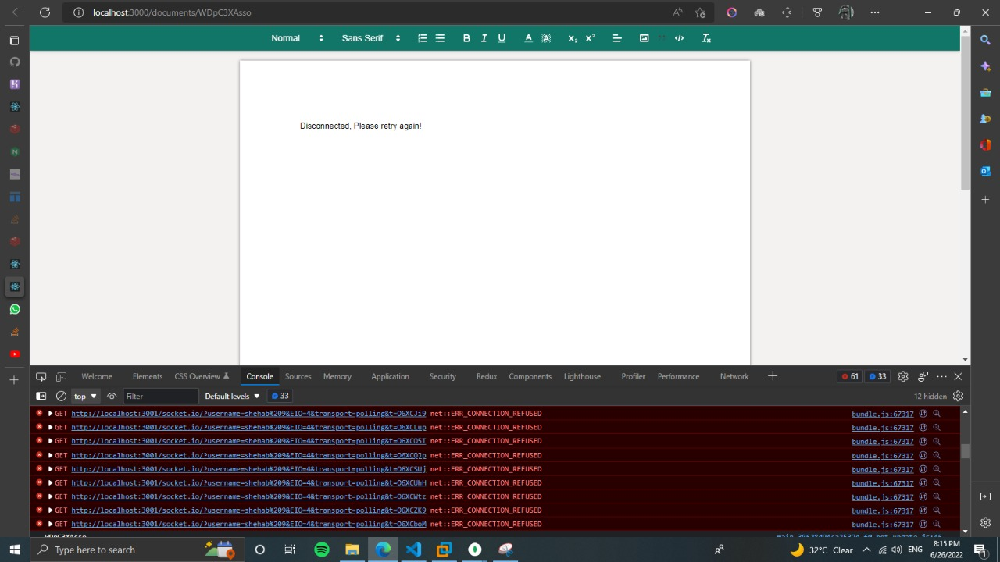 localhost:3000/documents/WDpC3XAsso
Normal Sans Serif B I U A A X₂ X²
Disconnected, Please retry again!
Welcome Elements CSS Overview Console Sources Memory Application Security Redux Components Lighthouse Profiler Performance Network 61 33
top Filter Default levels 33 12 hidden
GET http://localhost:3001/socket.io/?username=shehab%209&EIO=4&transport=polling&t=O6XCJi9 net::ERR_CONNECTION_REFUSED bundle.js:67317
GET http://localhost:3001/socket.io/?username=shehab%209&EIO=4&transport=polling&t=O6XCLup net::ERR_CONNECTION_REFUSED bundle.js:67317
GET http://localhost:3001/socket.io/?username=shehab%209&EIO=4&transport=polling&t=O6XCO5T net::ERR_CONNECTION_REFUSED bundle.js:67317
GET http://localhost:3001/socket.io/?username=shehab%209&EIO=4&transport=polling&t=O6XCQJp net::ERR_CONNECTION_REFUSED bundle.js:67317
GET http://localhost:3001/socket.io/?username=shehab%209&EIO=4&transport=polling&t=O6XCSUj net::ERR_CONNECTION_REFUSED bundle.js:67317
GET http://localhost:3001/socket.io/?username=shehab%209&EIO=4&transport=polling&t=O6XCUhH net::ERR_CONNECTION_REFUSED bundle.js:67317
GET http://localhost:3001/socket.io/?username=shehab%209&EIO=4&transport=polling&t=O6XCWtz net::ERR_CONNECTION_REFUSED bundle.js:67317
GET http://localhost:3001/socket.io/?username=shehab%209&EIO=4&transport=polling&t=O6XCZK9 net::ERR_CONNECTION_REFUSED bundle.js:67317
GET http://localhost:3001/socket.io/?username=shehab%209&EIO=4&transport=polling&t=O6XCboM net::ERR_CONNECTION_REFUSED bundle.js:67317
WDpC3XAsso
Type here to search 32°C Clear ENG 8:15 PM
6/26/2022